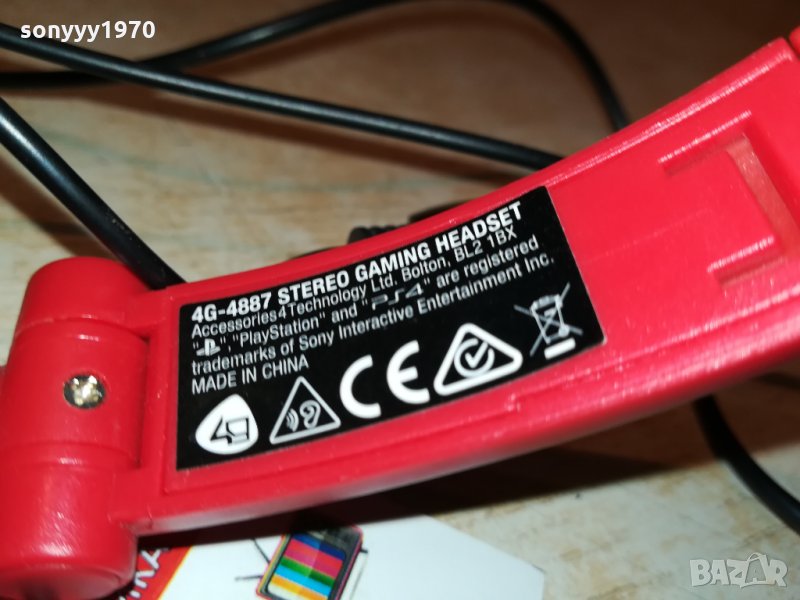 sonyyy1970
4G-4887 STEREO GAMING HEADSET
Accessories4Technology Ltd. Bolton, BL2 1BX
" ", "PlayStation" and "PS4" are registered
trademarks of Sony Interactive Entertainment Inc.
MADE IN CHINA
CE
BAZAR